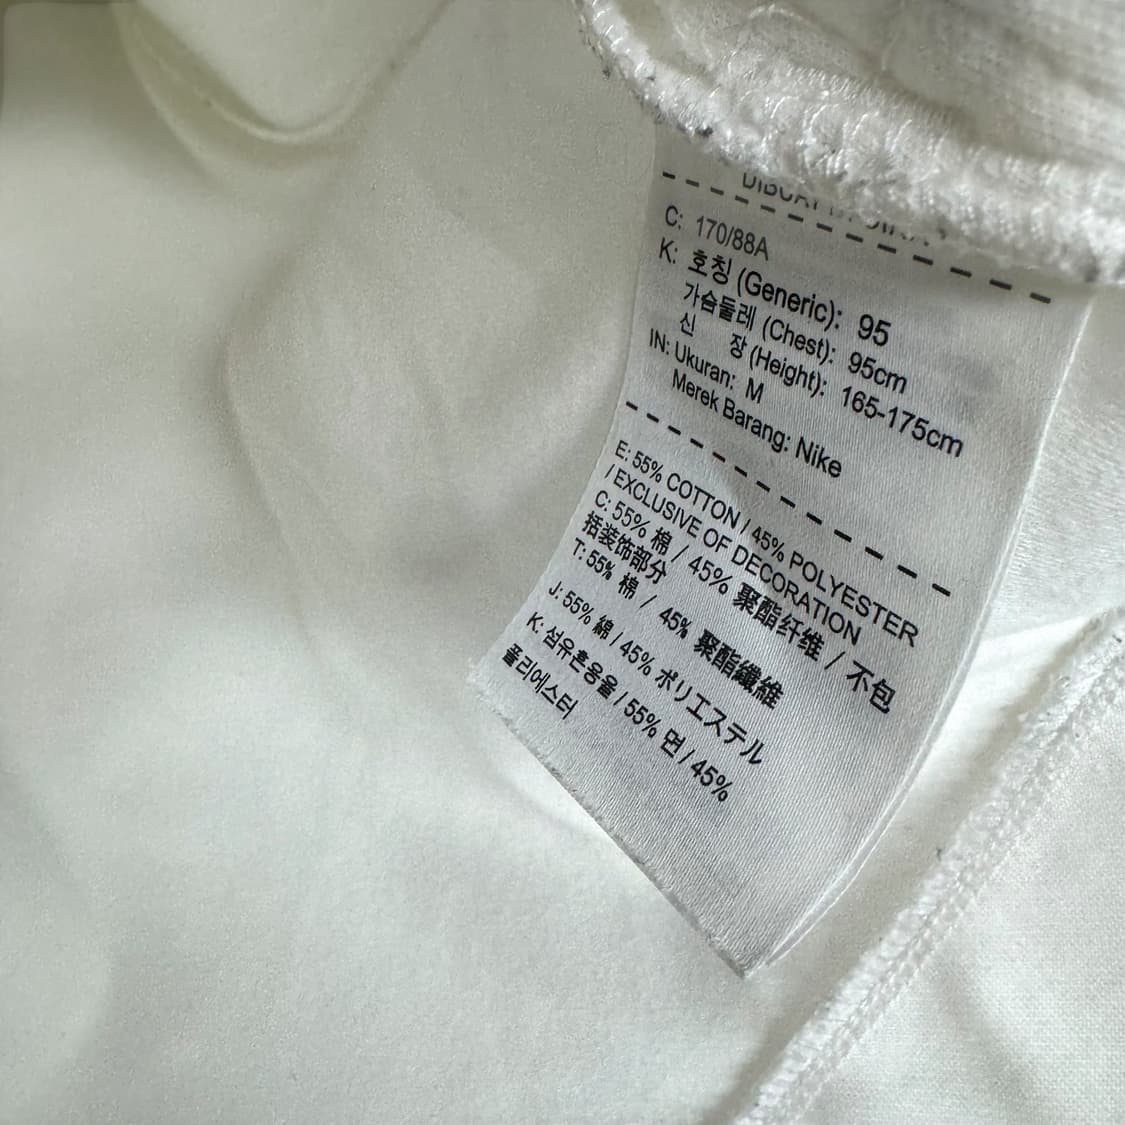 C: 170/88A
K: 호칭 (Generic): 95
가슴둘레 (Chest): 95cm
신 장 (Height): 165-175cm
IN: Ukuran: M
Merek Barang: Nike
E: 55% COTTON / 45% POLYESTER
/ EXCLUSIVE OF DECORATION
C: 55% 棉 / 45% 聚酯纤维 / 不包
括装饰部分
T: 55% 棉 / 45% 聚酯纖維
J: 55% 綿 / 45% ポリエステル
K: 섬유혼용율 / 55% 면 / 45%
폴리에스터